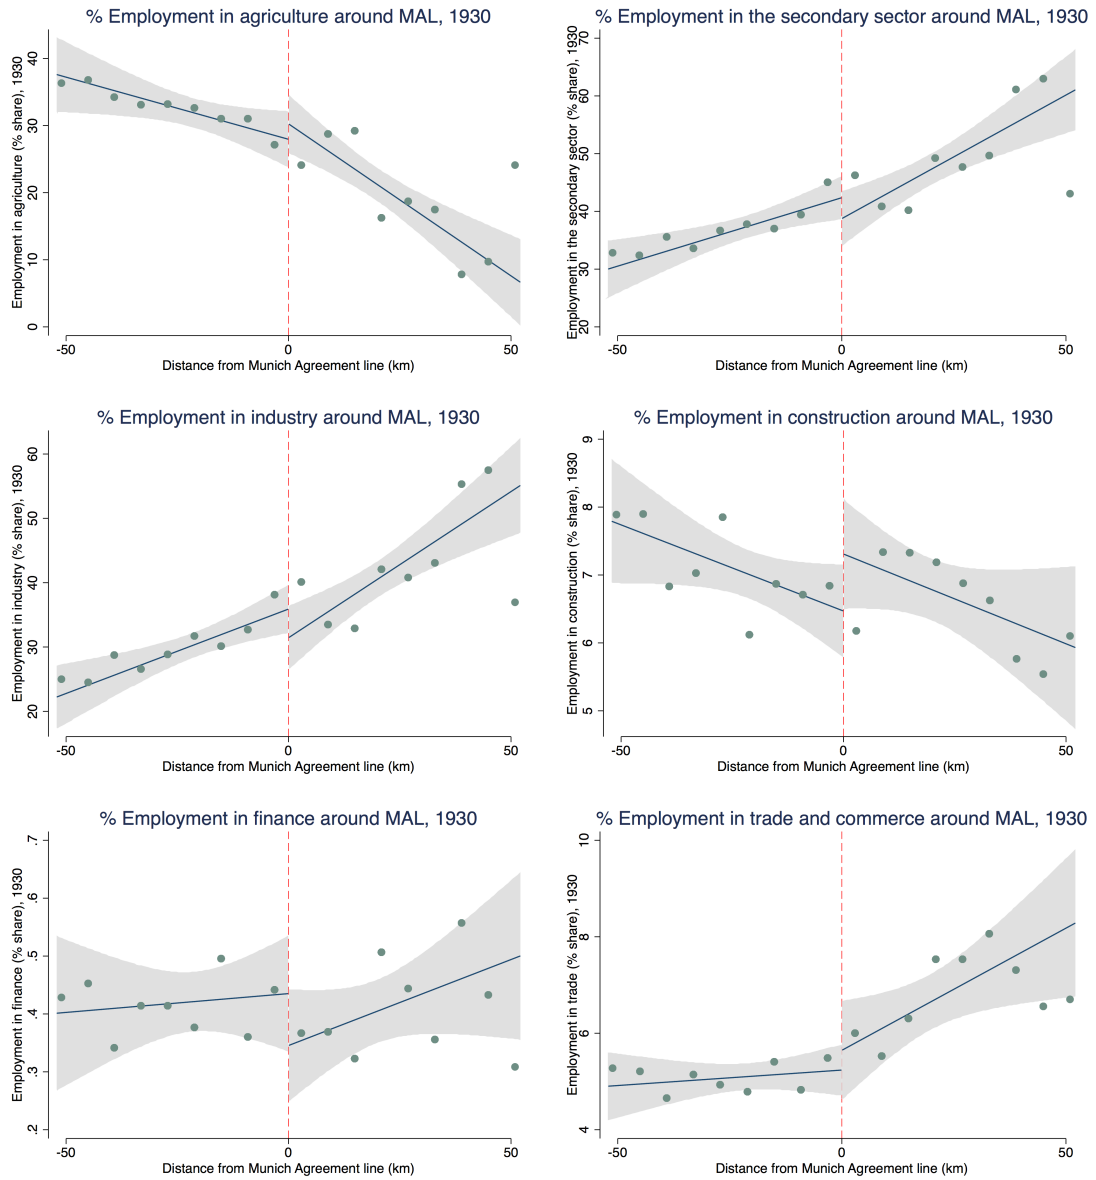 % Employment in agriculture around MAL, 1930
Employment in agriculture (% share), 1930
40
30
20
10
0
-50 0 50
Distance from Munich Agreement line (km)
% Employment in the secondary sector around MAL, 1930
Employment in the secondary sector (% share), 1930
70
60
50
40
30
20
-50 0 50
Distance from Munich Agreement line (km)
% Employment in industry around MAL, 1930
Employment in industry (% share), 1930
60
50
40
30
20
-50 0 50
Distance from Munich Agreement line (km)
% Employment in construction around MAL, 1930
Employment in construction (% share), 1930
9
8
7
6
5
-50 0 50
Distance from Munich Agreement line (km)
% Employment in finance around MAL, 1930
Employment in finance (% share), 1930
.7
.6
.5
.4
.3
.2
-50 0 50
Distance from Munich Agreement line (km)
% Employment in trade and commerce around MAL, 1930
Employment in trade (% share), 1930
10
8
6
4
-50 0 50
Distance from Munich Agreement line (km)